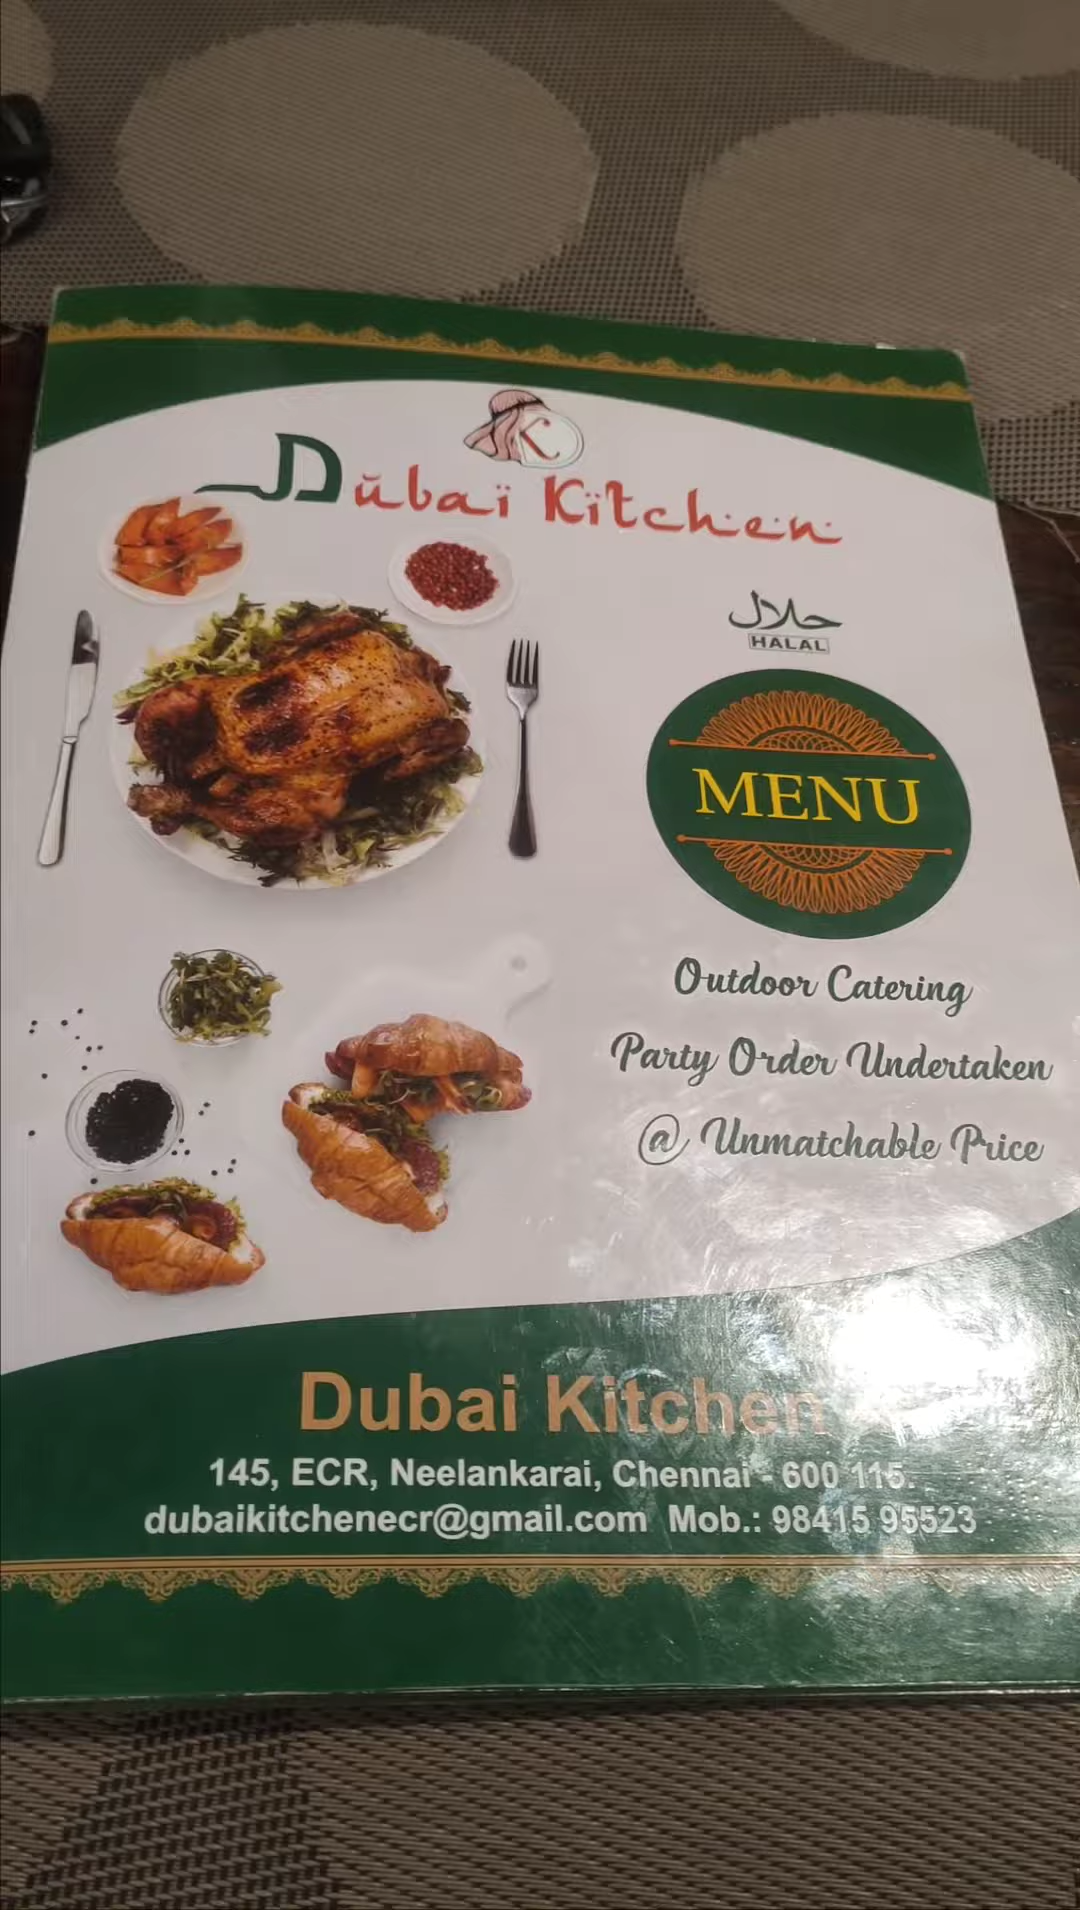 K
Dubai Kitchen
حلال
HALAL
MENU
Outdoor Catering
Party Order Undertaken
@ Unmatchable Price
Dubai Kitchen
145, ECR, Neelankarai, Chennai - 600 115.
dubaikitchenecr@gmail.com Mob.: 98415 95523